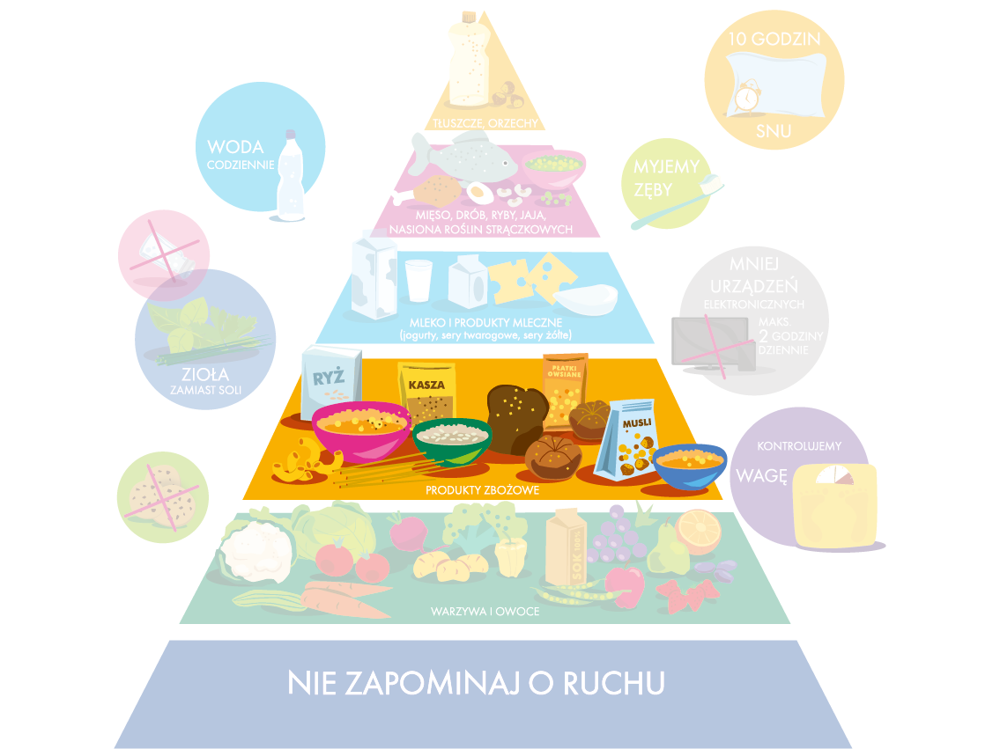 10 GODZIN
SNU
WODA
CODZIENNIE
TŁUSZCZE, ORZECHY
MYJEMY
ZĘBY
MIĘSO, DRÓB, RYBY, JAJA,
NASIONA ROŚLIN STRĄCZKOWYCH
MNIEJ
URZĄDZEŃ
ELEKTRONICZNYCH
MAKS.
2 GODZINY
DZIENNIE
MLEKO I PRODUKTY MLECZNE
(jogurty, sery twarogowe, sery żółte)
ZIOŁA
ZAMIAST SOLI
RYŻ
KASZA
PŁATKI
OWSIANE
MUSLI
PRODUKTY ZBOŻOWE
KONTROLUJEMY
WAGĘ
SOK 100%
WARZYWA I OWOCE
NIE ZAPOMINAJ O RUCHU